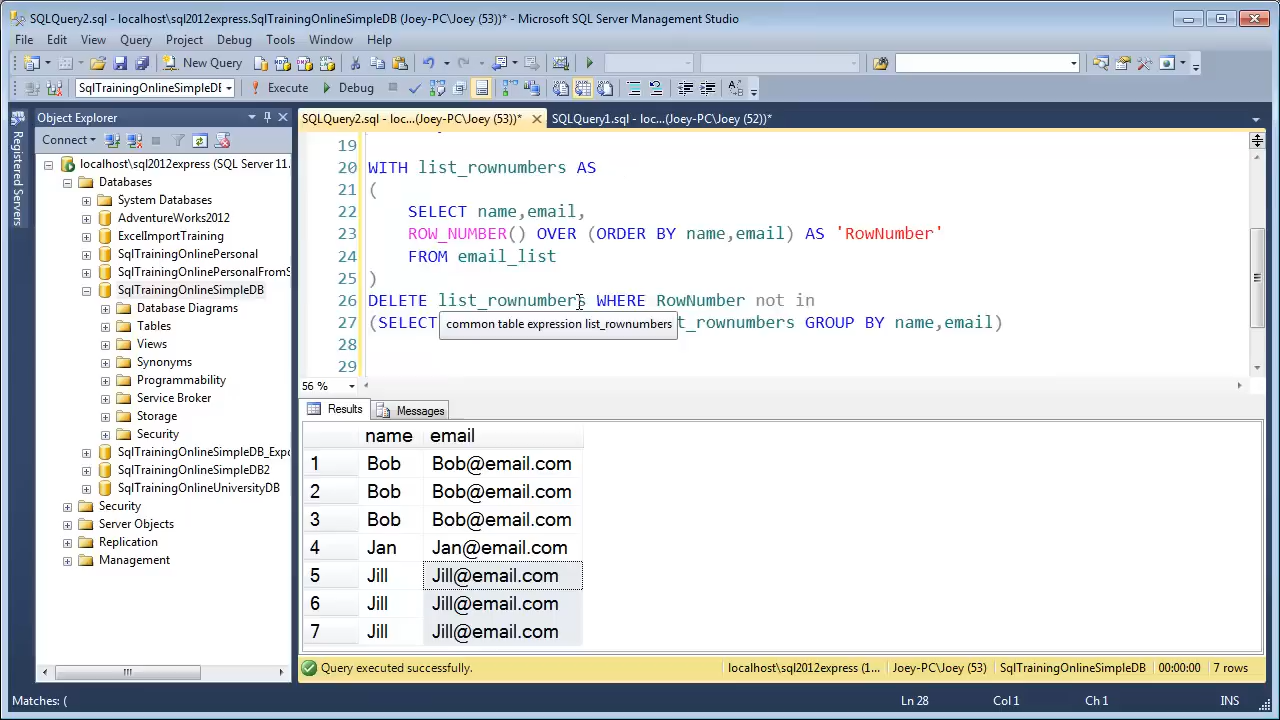 SQLQuery2.sql - localhost\sql2012express.SqlTrainingOnlineSimpleDB (Joey-PC\Joey (53))* - Microsoft SQL Server Management Studio
File Edit View Query Project Debug Tools Window Help
New Query
SqlTrainingOnlineSimpleDB Execute Debug
Registered Servers
Object Explorer
Connect
localhost\sql2012express (SQL Server 11.
Databases
System Databases
AdventureWorks2012
ExcelImportTraining
SqlTrainingOnlinePersonal
SqlTrainingOnlinePersonalFromS
SqlTrainingOnlineSimpleDB
Database Diagrams
Tables
Views
Synonyms
Programmability
Service Broker
Storage
Security
SqlTrainingOnlineSimpleDB_Expo
SqlTrainingOnlineSimpleDB2
SqlTrainingOnlineUniversityDB
Security
Server Objects
Replication
Management
SQLQuery2.sql - loc...(Joey-PC\Joey (53))* SQLQuery1.sql - loc...(Joey-PC\Joey (52))*
19
20 WITH list_rownumbers AS
21 (
22 SELECT name,email,
23 ROW_NUMBER() OVER (ORDER BY name,email) AS 'RowNumber'
24 FROM email_list
25 )
26 DELETE list_rownumbers WHERE RowNumber not in
27 (SELECT t_rownumbers GROUP BY name,email)
common table expression list_rownumbers
28
29
56 %
Results Messages
name email
1 Bob Bob@email.com
2 Bob Bob@email.com
3 Bob Bob@email.com
4 Jan Jan@email.com
5 Jill Jill@email.com
6 Jill Jill@email.com
7 Jill Jill@email.com
Query executed successfully. localhost\sql2012express (1... Joey-PC\Joey (53) SqlTrainingOnlineSimpleDB 00:00:00 7 rows
Matches: ( Ln 28 Col 1 Ch 1 INS